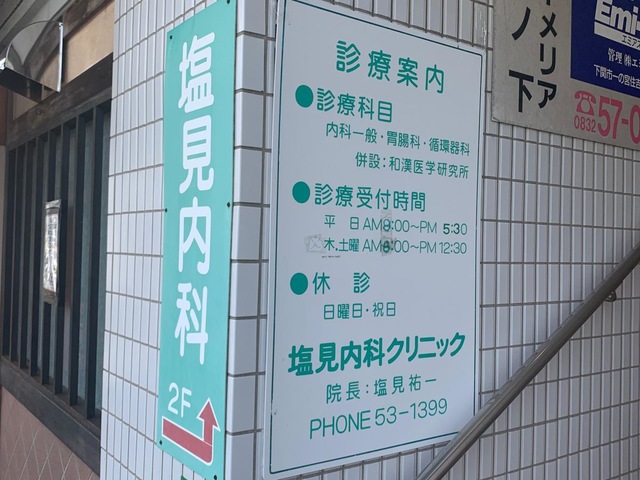 塩見内科
2F
診療案内
●診療科目
内科一般・胃腸科・循環器科
併設：和漢医学研究所
●診療受付時間
平 日 AM9:00～PM 5:30
木.土曜 AM9:00～PM 12:30
●休 診
日曜日・祝日
塩見内科クリニック
院長：塩見祐一
PHONE 53-1399
メリア
ノ下
Emi
管理㈱エミ
下関市一の宮住吉
☎57-0
0832